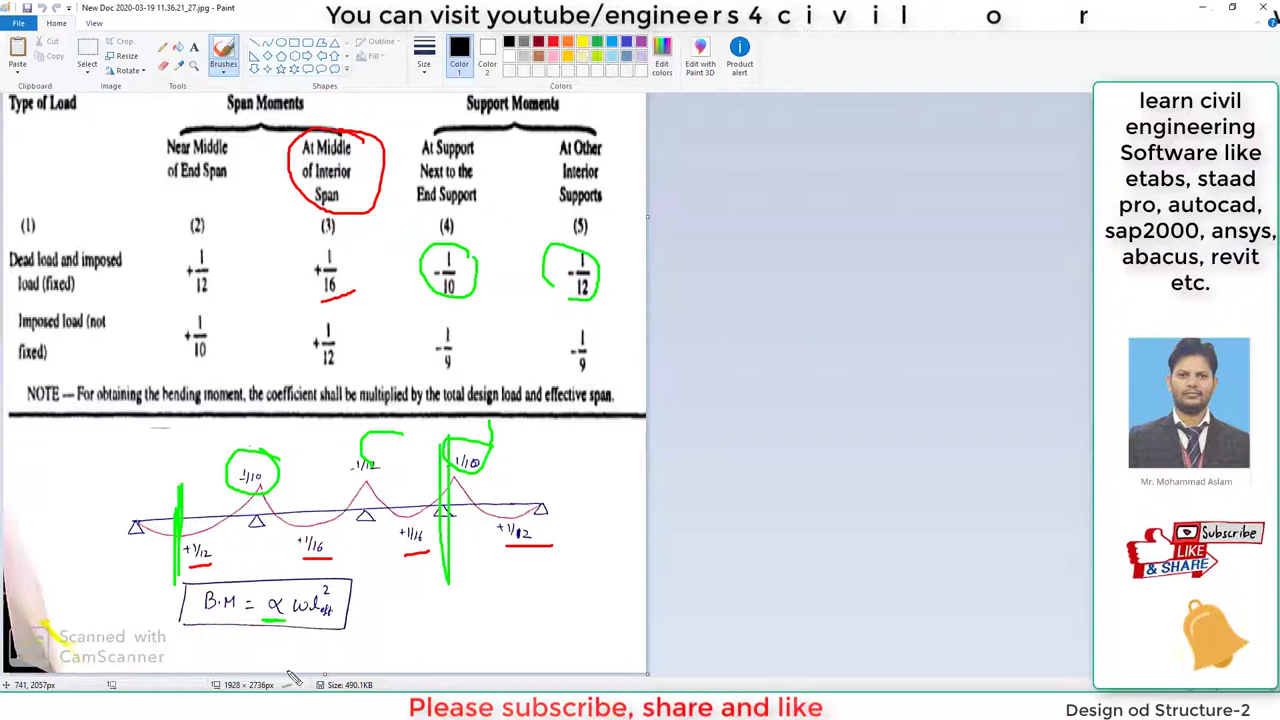 New Doc 2020-03-19 11.36.21_27.jpg - Paint
You can visit youtube/engineers 4 c i v i l o r
File Home View
Paste
Cut
Copy
Clipboard
Select
Crop
Resize
Rotate
Image
Tools
Brushes
Shapes
Outline
Fill
Size
Color 1
Color 2
Edit colors
Colors
Edit with Paint 3D
Product alert
Type of Load Span Moments Support Moments
Near Middle of End Span
At Middle of Interior Span
At Support Next to the End Support
At Other Interior Supports
(1) (2) (3) (4) (5)
Dead load and imposed load (fixed) +1/12 +1/16 -1/10 -1/12
Imposed load (not fixed) +1/10 +1/12 -1/9 -1/9
NOTE — For obtaining the bending moment, the coefficient shall be multiplied by the total design load and effective span.
-1/10 -1/12 -1/10
+1/12 +1/16 +1/16 +1/12
B.M = α wl²eff
Scanned with
CamScanner
741, 2057px 1928 × 2736px Size: 490.1KB
learn civil
engineering
Software like
etabs, staad
pro, autocad,
sap2000, ansys,
abacus, revit
etc.
Mr. Mohammad Aslam
Subscribe
LIKE
& SHARE
Please subscribe, share and like
Design od Structure-2